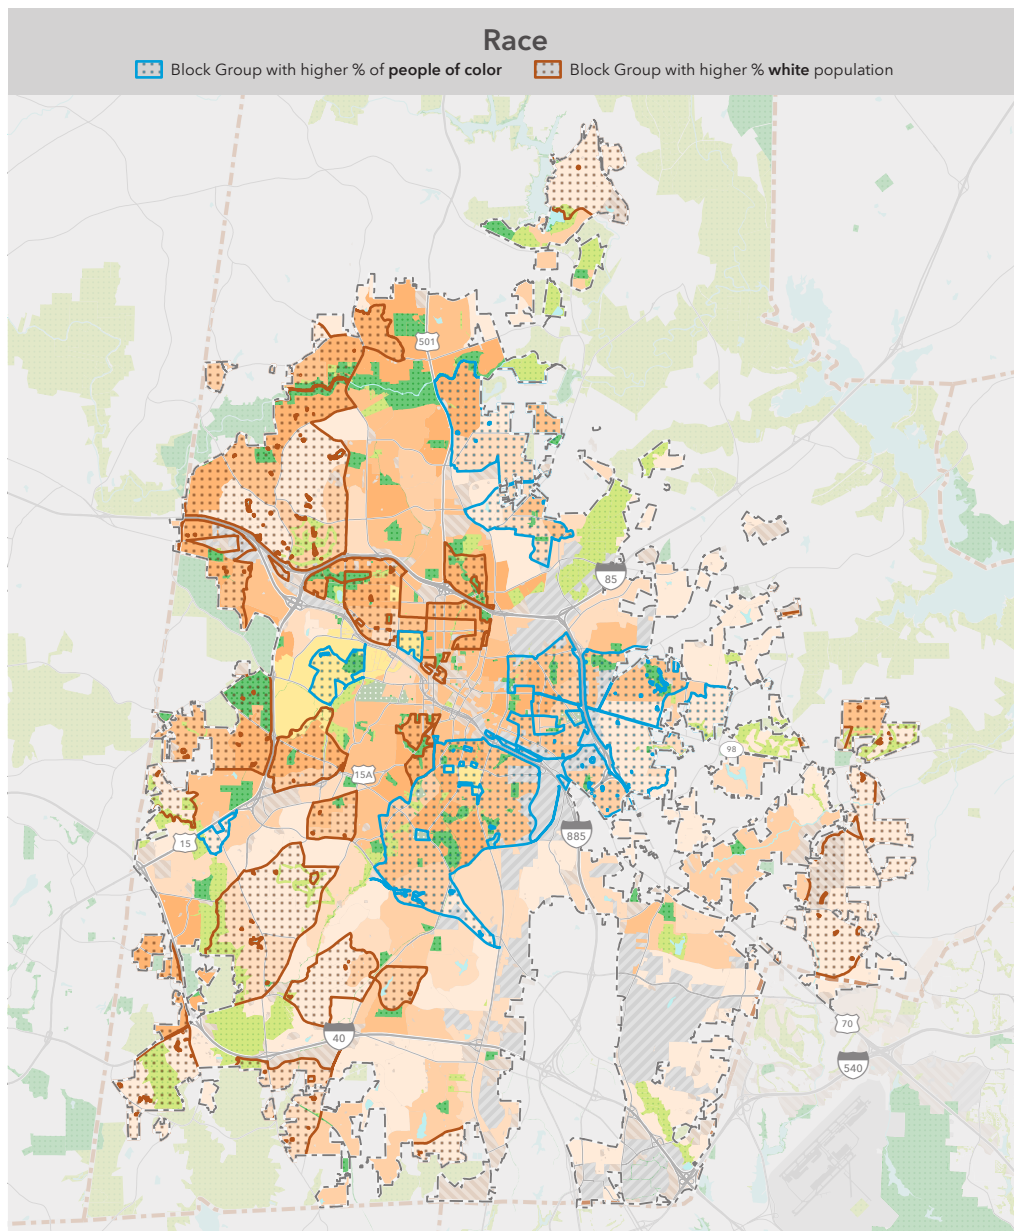 Race
Block Group with higher % of people of color
Block Group with higher % white population
501
85
98
15A
15
885
70
40
540